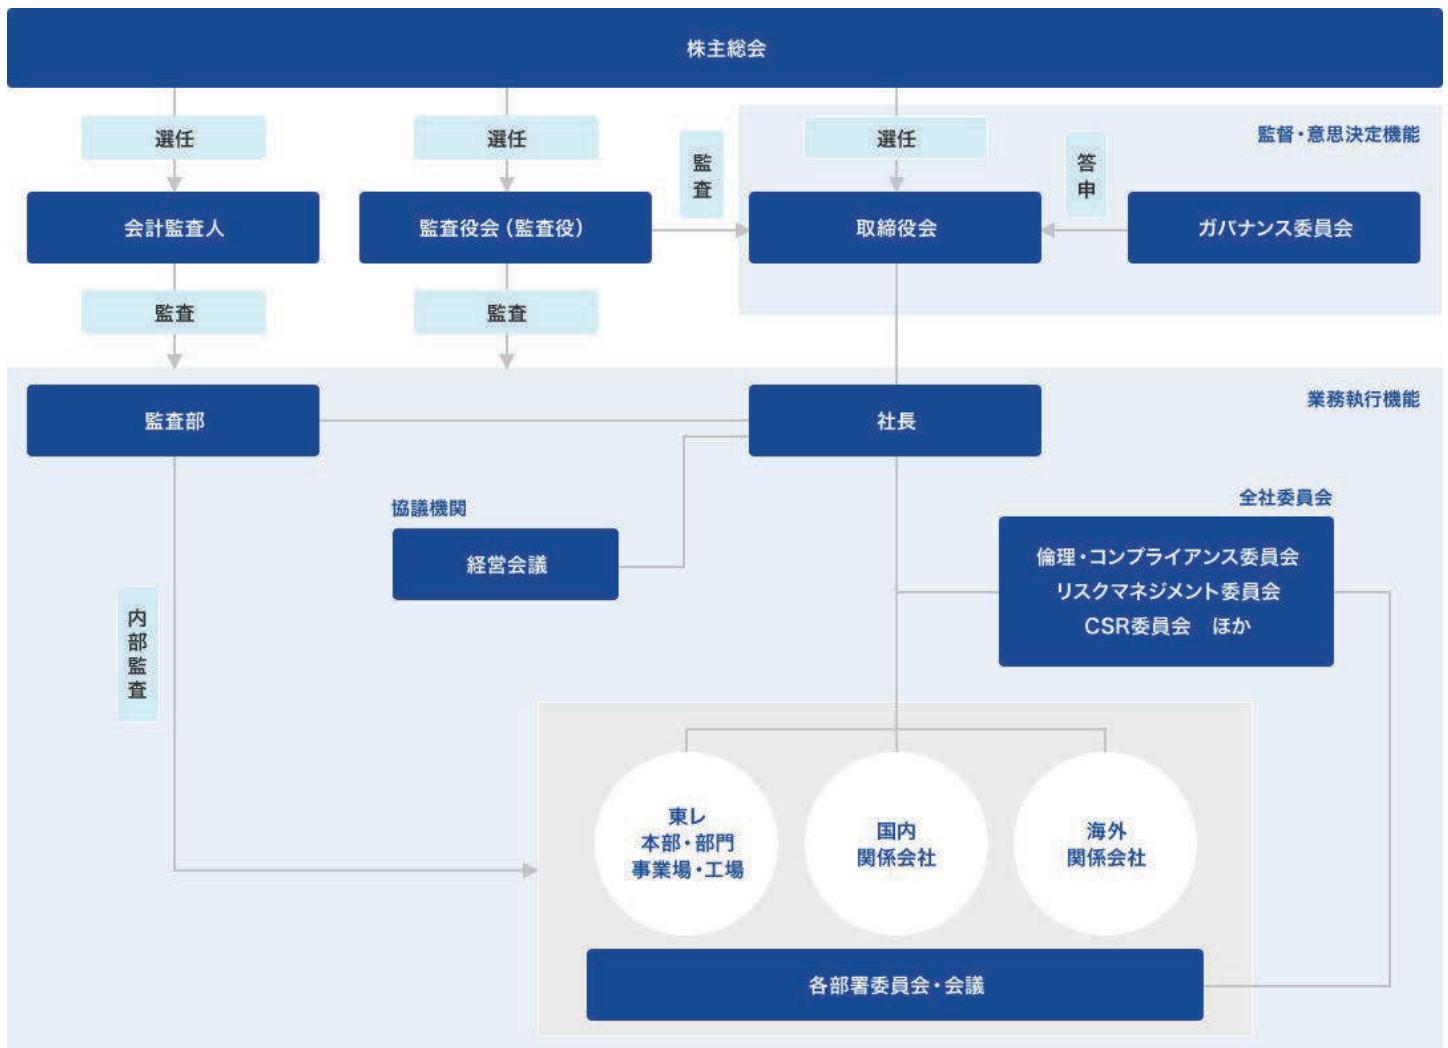 株主総会
選任
選任
選任
監督・意思決定機能
監査
答申
会計監査人
監査役会（監査役）
取締役会
ガバナンス委員会
監査
監査
業務執行機能
監査部
社長
協議機関
全社委員会
経営会議
倫理・コンプライアンス委員会
リスクマネジメント委員会
CSR委員会　ほか
内部監査
東レ
本部・部門
事業場・工場
国内
関係会社
海外
関係会社
各部署委員会・会議